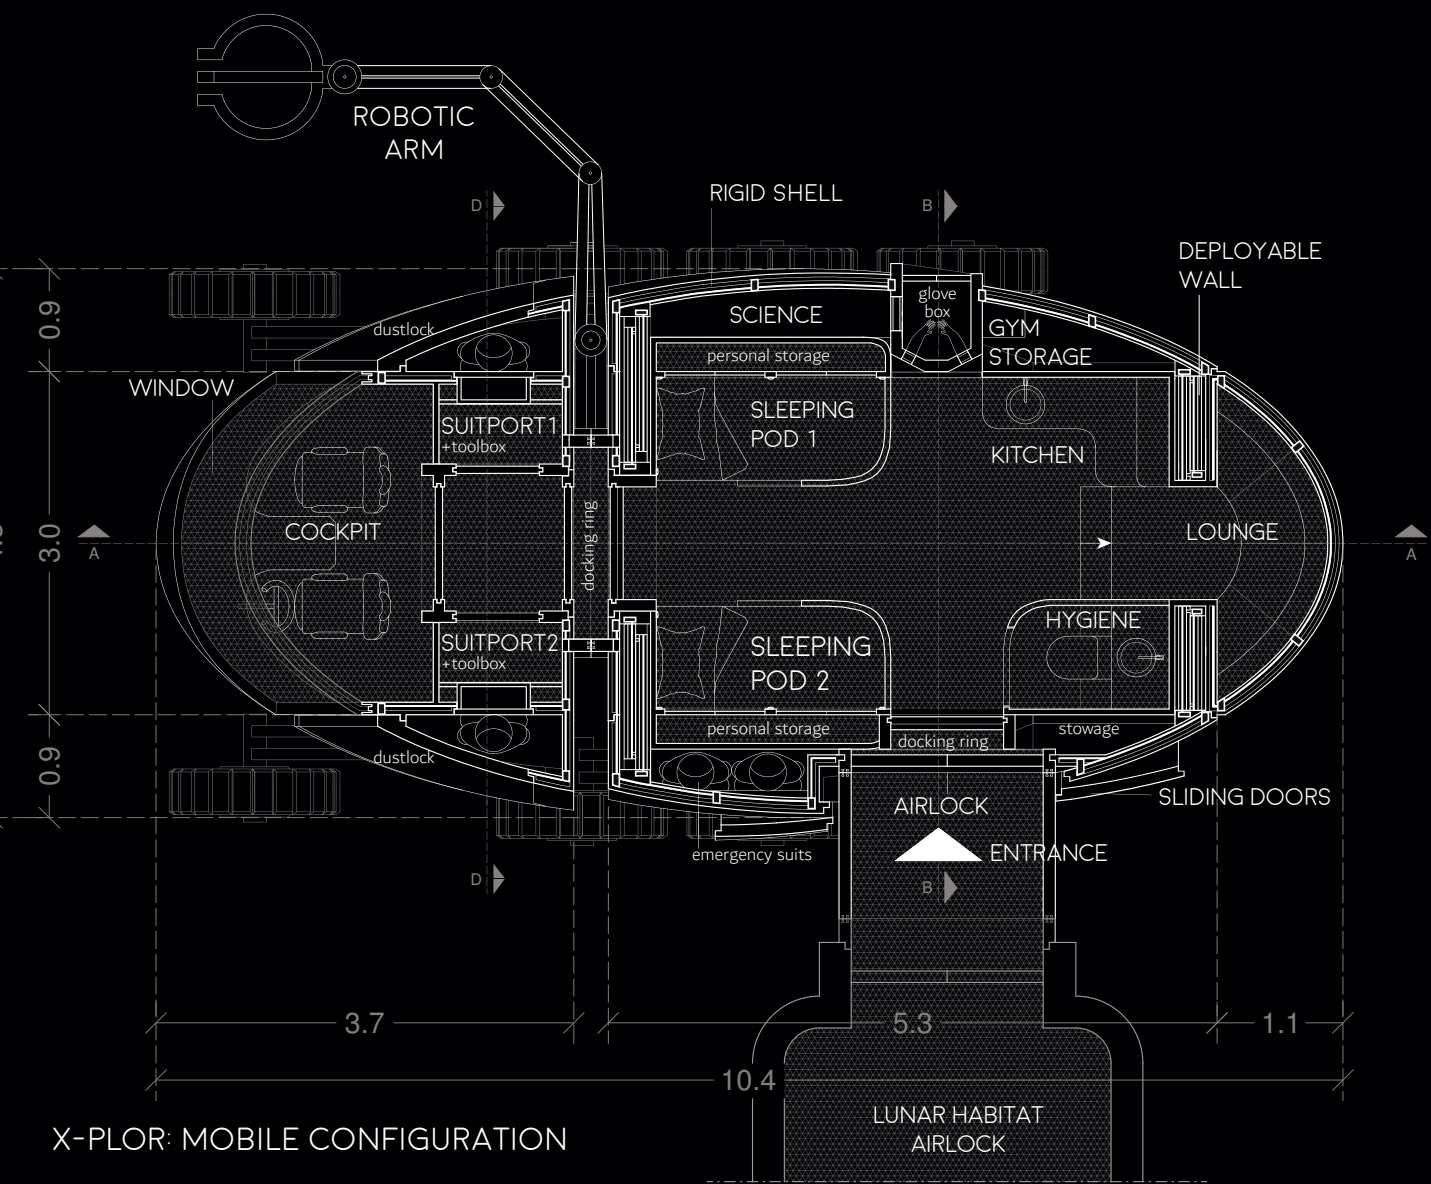 ROBOTIC
ARM
RIGID SHELL
D
B
DEPLOYABLE
WALL
0.9
dustlock
SCIENCE
glove
box
GYM
STORAGE
personal storage
WINDOW
SUITPORT1
+toolbox
SLEEPING
POD 1
KITCHEN
3.0
A
COCKPIT
docking ring
LOUNGE
A
HYGIENE
SUITPORT2
+toolbox
SLEEPING
POD 2
personal storage
docking ring
stowage
0.9
dustlock
AIRLOCK
SLIDING DOORS
emergency suits
ENTRANCE
D
B
3.7
5.3
1.1
10.4
LUNAR HABITAT
AIRLOCK
X-PLOR: MOBILE CONFIGURATION